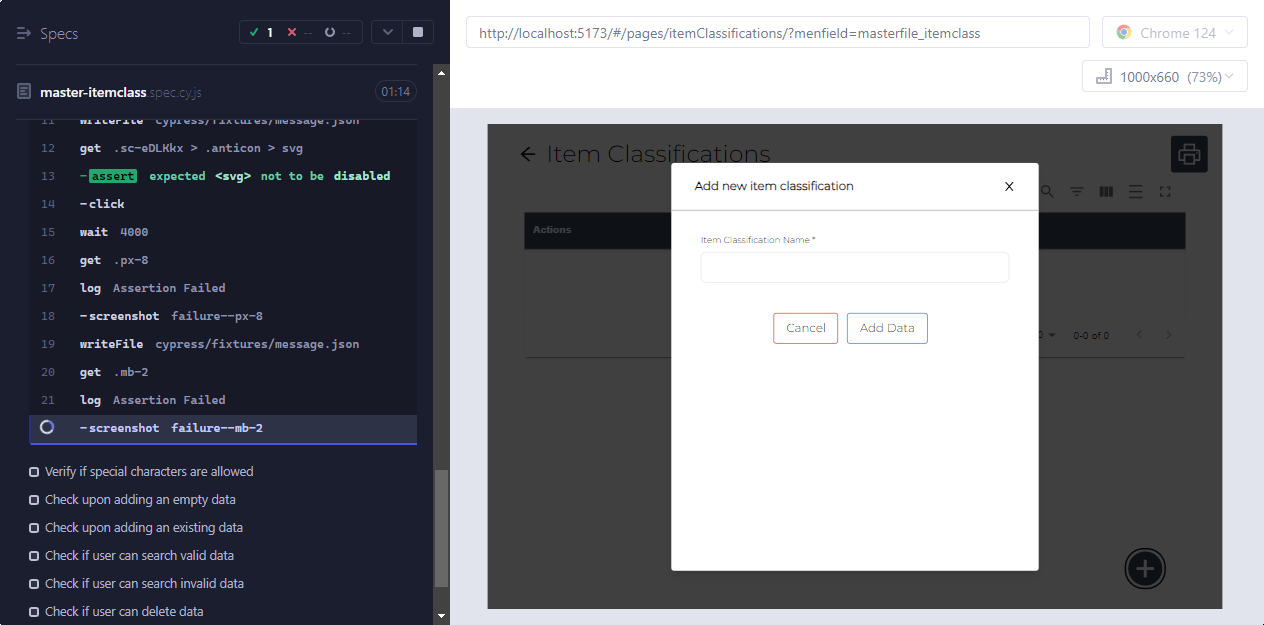 Specs
1 -- --
master-itemclass.spec.cy.js
01:14
11 writeFile cypress/fixtures/message.json
12 get .sc-eDLKkx > .anticon > svg
13 -assert expected <svg> not to be disabled
14 -click
15 wait 4000
16 get .px-8
17 log Assertion Failed
18 -screenshot failure--px-8
19 writeFile cypress/fixtures/message.json
20 get .mb-2
21 log Assertion Failed
-screenshot failure--mb-2
Verify if special characters are allowed
Check upon adding an empty data
Check upon adding an existing data
Check if user can search valid data
Check if user can search invalid data
Check if user can delete data
http://localhost:5173/#/pages/itemClassifications/?menfield=masterfile_itemclass
Chrome 124
1000x660 (73%)
Item Classifications
Actions
0-0 of 0
Add new item classification
X
Item Classification Name *
Cancel
Add Data